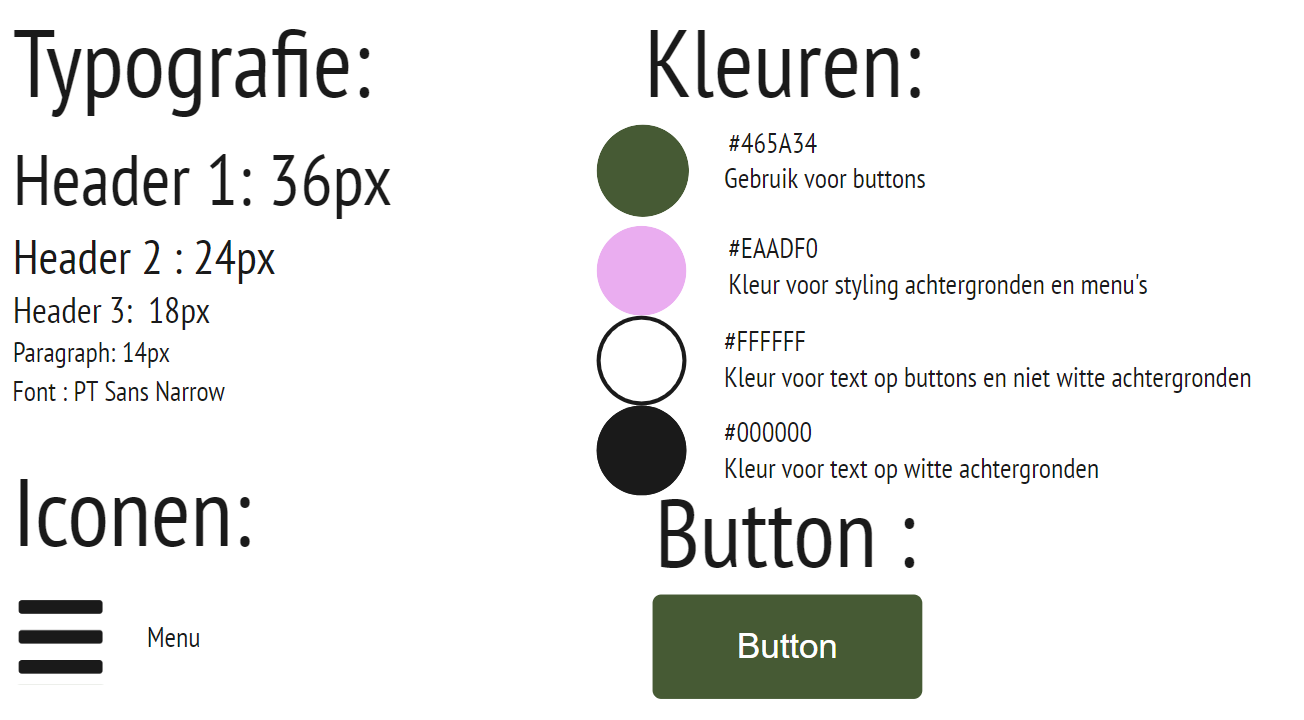 Typografie:
Header 1: 36px
Header 2 : 24px
Header 3:  18px
Paragraph: 14px
Font : PT Sans Narrow
Iconen:
Menu
Kleuren:
#465A34
Gebruik voor buttons
#EAADF0
Kleur voor styling achtergronden en menu's
#FFFFFF
Kleur voor text op buttons en niet witte achtergronden
#000000
Kleur voor text op witte achtergronden
Button :
Button